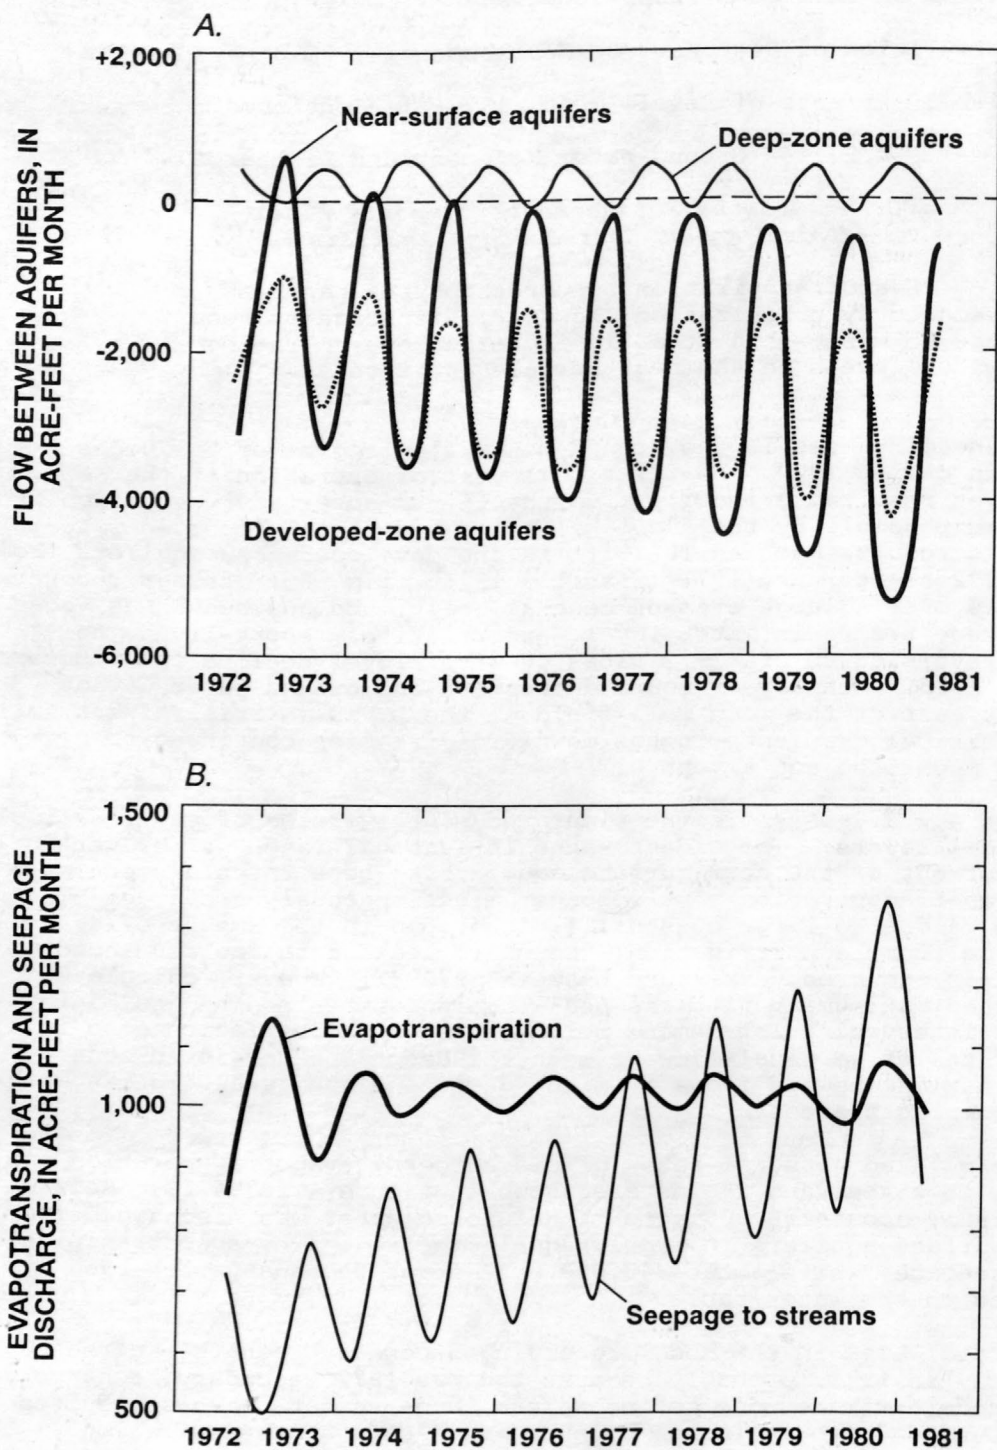 A.
+2,000
Near-surface aquifers
Deep-zone aquifers
0
-2,000
-4,000
Developed-zone aquifers
-6,000
FLOW BETWEEN AQUIFERS, IN
ACRE-FEET PER MONTH
1972 1973 1974 1975 1976 1977 1978 1979 1980 1981
B.
1,500
Evapotranspiration
1,000
Seepage to streams
500
EVAPOTRANSPIRATION AND SEEPAGE
DISCHARGE, IN ACRE-FEET PER MONTH
1972 1973 1974 1975 1976 1977 1978 1979 1980 1981